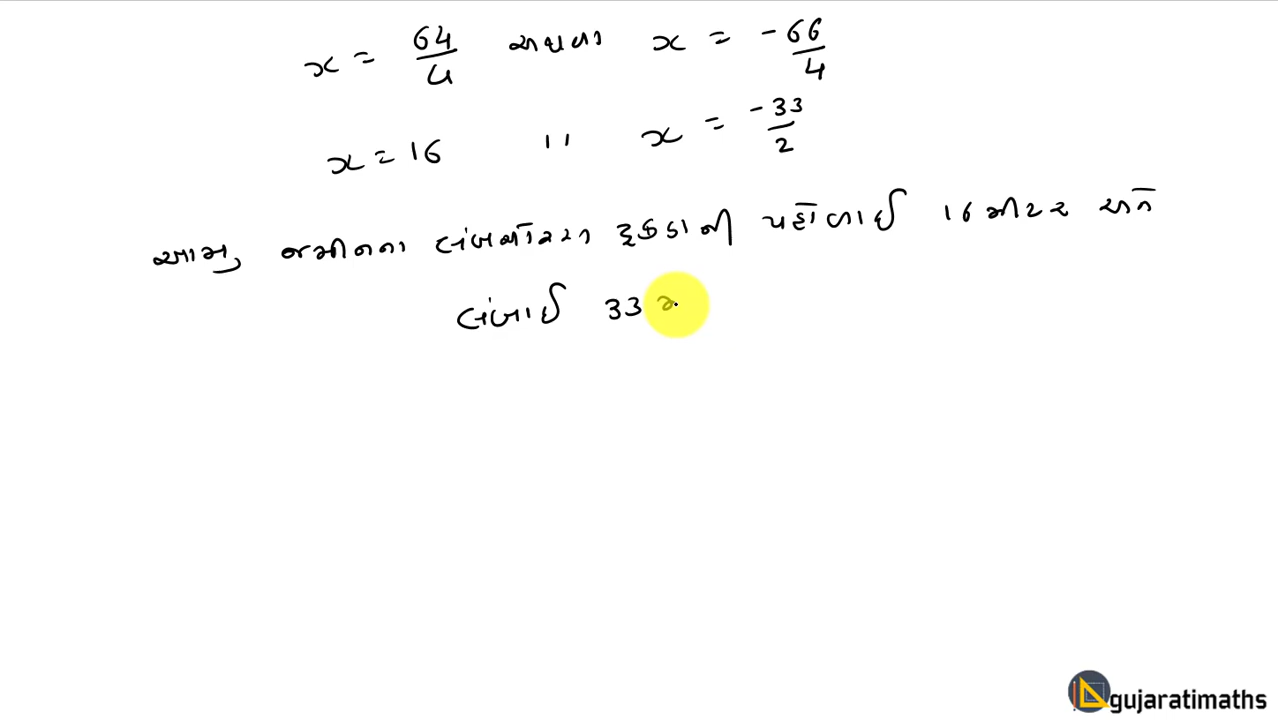 x = 64/4 અથવા x = -66/4
x = 16 '' x = -33/2
આમ, જમીનના લંબચોરસ ટુકડાની પહોળાઈ 16 મીટર અને
લંબાઈ 33
gujaratimaths